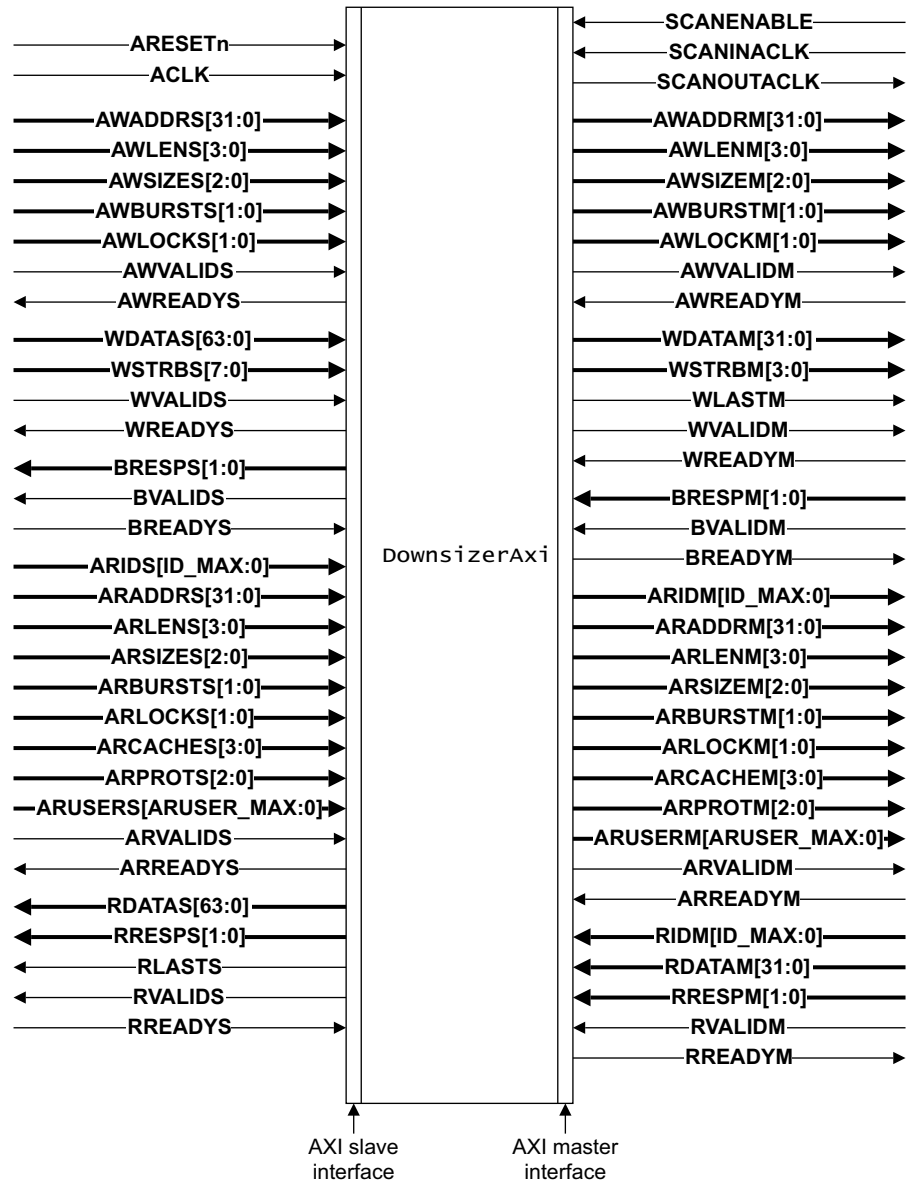 ARESETn
ACLK
AWADDRS[31:0]
AWLENS[3:0]
AWSIZES[2:0]
AWBURSTS[1:0]
AWLOCKS[1:0]
AWVALIDS
AWREADYS
WDATAS[63:0]
WSTRBS[7:0]
WVALIDS
WREADYS
BRESPS[1:0]
BVALIDS
BREADYS
ARIDS[ID_MAX:0]
ARADDRS[31:0]
ARLENS[3:0]
ARSIZES[2:0]
ARBURSTS[1:0]
ARLOCKS[1:0]
ARCACHES[3:0]
ARPROTS[2:0]
ARUSERS[ARUSER_MAX:0]
ARVALIDS
ARREADYS
RDATAS[63:0]
RRESPS[1:0]
RLASTS
RVALIDS
RREADYS
DownsizerAxi
SCANENABLE
SCANINACLK
SCANOUTACLK
AWADDRM[31:0]
AWLENM[3:0]
AWSIZEM[2:0]
AWBURSTM[1:0]
AWLOCKM[1:0]
AWVALIDM
AWREADYM
WDATAM[31:0]
WSTRBM[3:0]
WLASTM
WVALIDM
WREADYM
BRESPM[1:0]
BVALIDM
BREADYM
ARIDM[ID_MAX:0]
ARADDRM[31:0]
ARLENM[3:0]
ARSIZEM[2:0]
ARBURSTM[1:0]
ARLOCKM[1:0]
ARCACHEM[3:0]
ARPROTM[2:0]
ARUSERM[ARUSER_MAX:0]
ARVALIDM
ARREADYM
RIDM[ID_MAX:0]
RDATAM[31:0]
RRESPM[1:0]
RVALIDM
RREADYM
AXI slave
interface
AXI master
interface